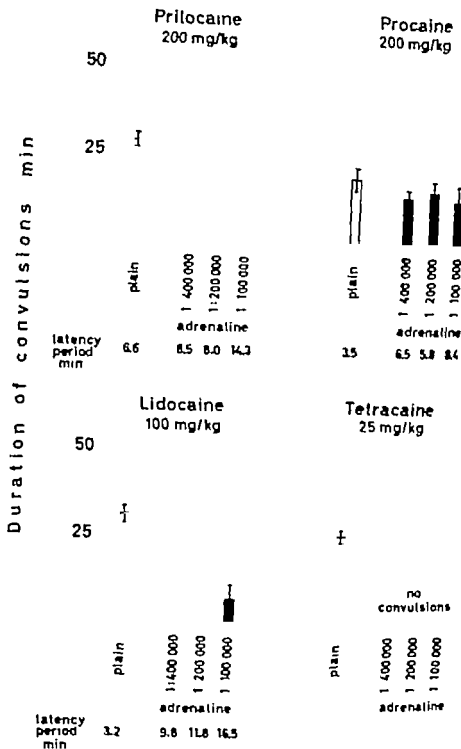 Prilocaine
200 mg/kg
Procaine
200 mg/kg
50
25
Duration of convulsions min
plain
1 400 000
1:200 000
1 100 000
adrenaline
latency
period
min
6.6
8.5 8.0 14.3
plain
1 400 000
1 200 000
1 100 000
adrenaline
3.5
6.5 5.8 8.4
Lidocaine
100 mg/kg
Tetracaine
25 mg/kg
50
25
plain
1:400 000
1 200 000
1 100 000
adrenaline
latency
period
min
3.2
9.8 11.8 16.5
no
convulsions
plain
1 400 000
1 200 000
1 100 000
adrenaline